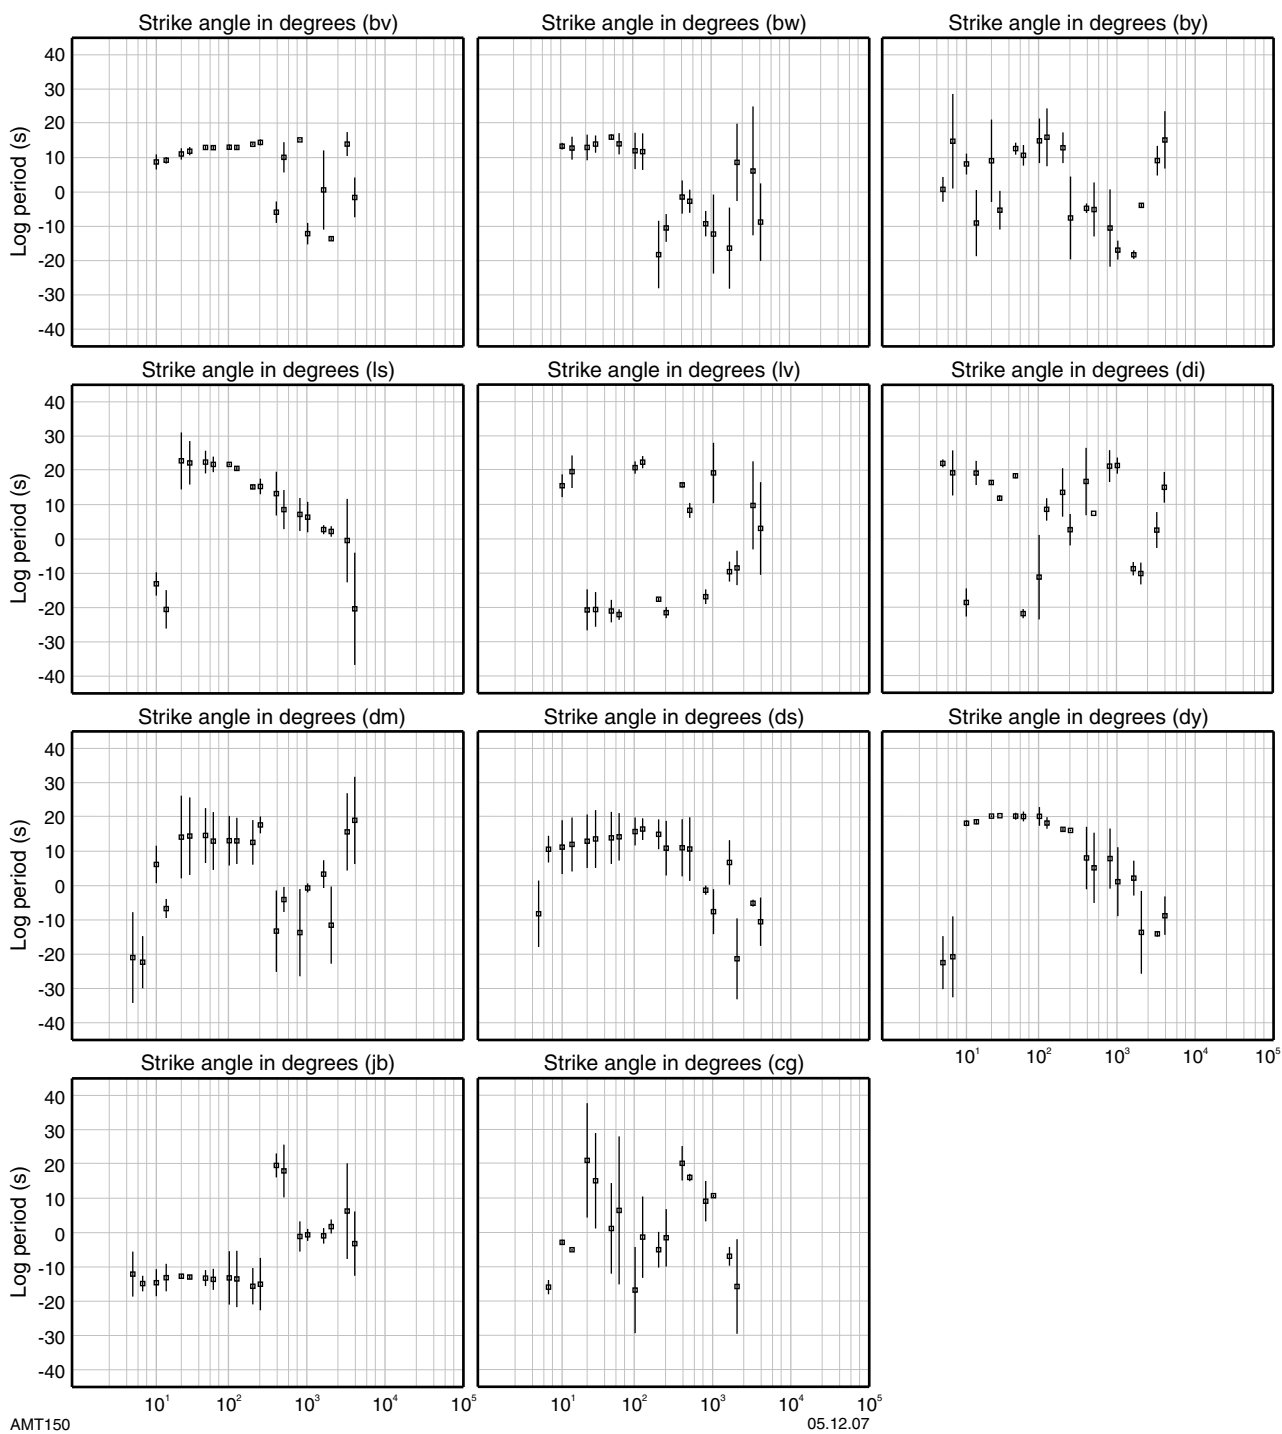 Strike angle in degrees (bv)
Strike angle in degrees (bw)
Strike angle in degrees (by)
Log period (s)
40
30
20
10
0
-10
-20
-30
-40
Strike angle in degrees (ls)
Strike angle in degrees (lv)
Strike angle in degrees (di)
Log period (s)
40
30
20
10
0
-10
-20
-30
-40
Strike angle in degrees (dm)
Strike angle in degrees (ds)
Strike angle in degrees (dy)
Log period (s)
40
30
20
10
0
-10
-20
-30
-40
10¹ 10² 10³ 10⁴ 10⁵
Strike angle in degrees (jb)
Strike angle in degrees (cg)
Log period (s)
40
30
20
10
0
-10
-20
-30
-40
10¹ 10² 10³ 10⁴ 10⁵
10¹ 10² 10³ 10⁴ 10⁵
AMT150
05.12.07